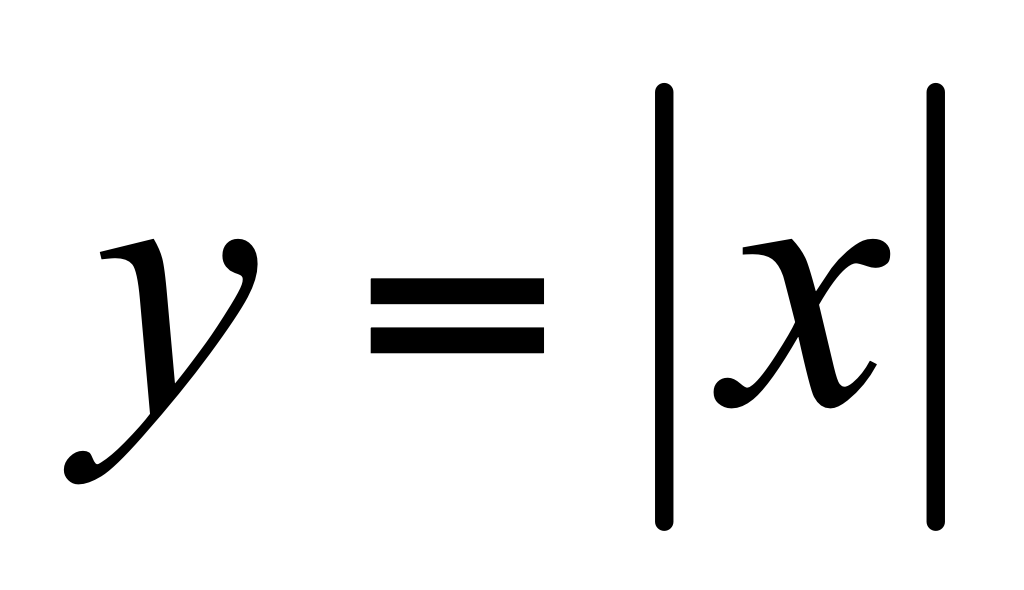 y = |x|